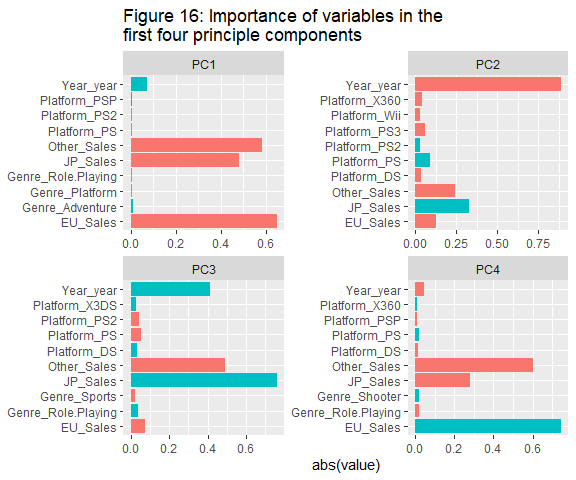 Figure 16: Importance of variables in the
first four principle components
PC1
Year_year
Platform_PSP
Platform_PS2
Platform_PS
Other_Sales
JP_Sales
Genre_Role.Playing
Genre_Platform
Genre_Adventure
EU_Sales
0.0 0.2 0.4 0.6
PC2
Year_year
Platform_X360
Platform_Wii
Platform_PS3
Platform_PS2
Platform_PS
Platform_DS
Other_Sales
JP_Sales
EU_Sales
0.00 0.25 0.50 0.75
PC3
Year_year
Platform_X3DS
Platform_PS2
Platform_PS
Platform_DS
Other_Sales
JP_Sales
Genre_Sports
Genre_Role.Playing
EU_Sales
0.0 0.2 0.4 0.6
PC4
Year_year
Platform_X360
Platform_PSP
Platform_PS
Platform_DS
Other_Sales
JP_Sales
Genre_Shooter
Genre_Role.Playing
EU_Sales
0.0 0.2 0.4 0.6
abs(value)